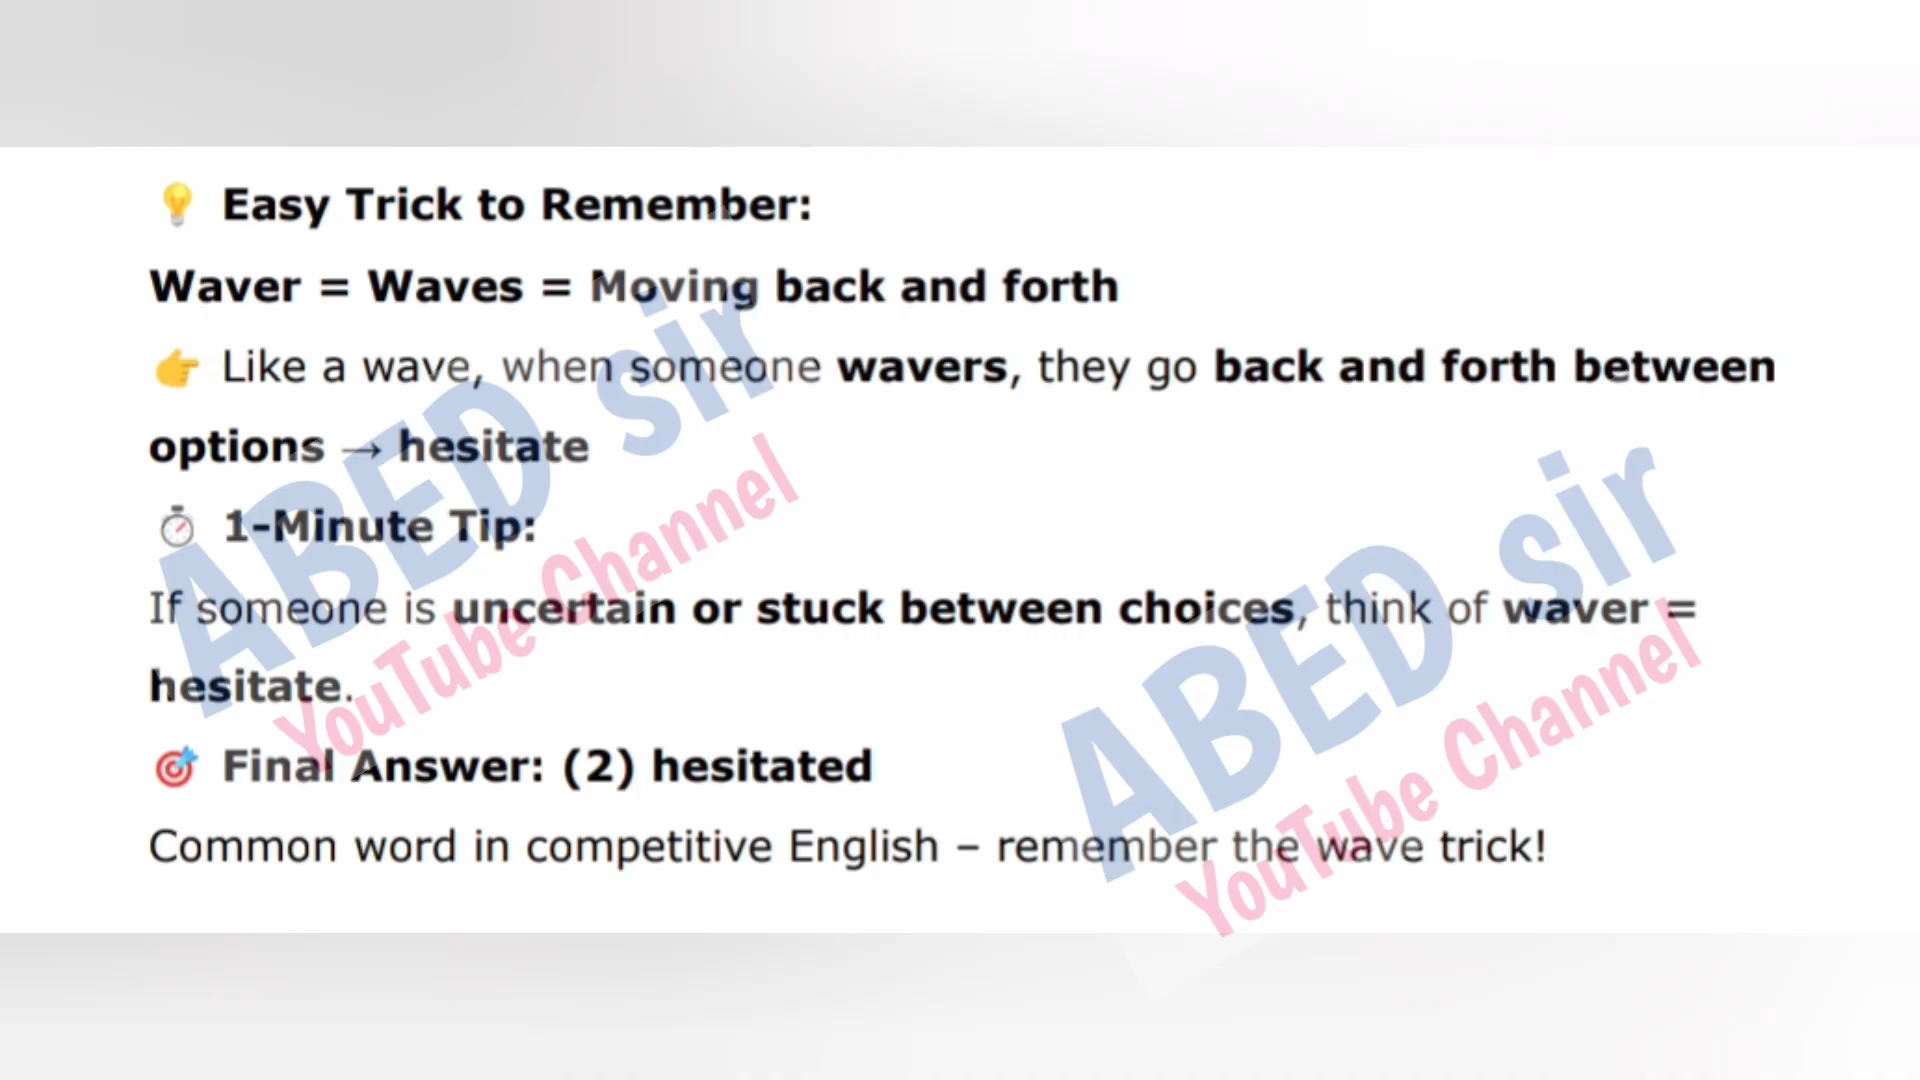 💡 Easy Trick to Remember:
Waver = Waves = Moving back and forth
👉 Like a wave, when someone wavers, they go back and forth between
options → hesitate
⏱ 1-Minute Tip:
If someone is uncertain or stuck between choices, think of waver =
hesitate.
🎯 Final Answer: (2) hesitated
Common word in competitive English – remember the wave trick!
ABED sir
YouTube Channel
ABED sir
YouTube Channel